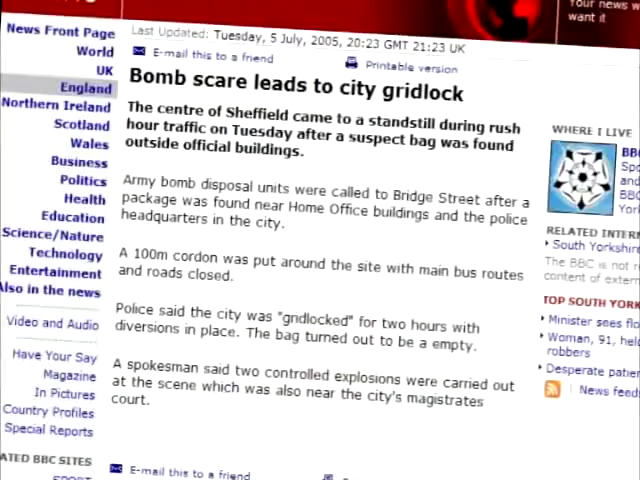 Your news w
want it
Last Updated: Tuesday, 5 July, 2005, 20:23 GMT 21:23 UK
E-mail this to a friend
Printable version
Bomb scare leads to city gridlock
The centre of Sheffield came to a standstill during rush
hour traffic on Tuesday after a suspect bag was found
outside official buildings.
Army bomb disposal units were called to Bridge Street after a
package was found near Home Office buildings and the police
headquarters in the city.
A 100m cordon was put around the site with main bus routes
and roads closed.
Police said the city was "gridlocked" for two hours with
diversions in place. The bag turned out to be a empty.
A spokesman said two controlled explosions were carried out
at the scene which was also near the city's magistrates
court.
E-mail this to a friend
News Front Page
World
UK
England
Northern Ireland
Scotland
Wales
Business
Politics
Health
Education
Science/Nature
Technology
Entertainment
Also in the news
Video and Audio
Have Your Say
Magazine
In Pictures
Country Profiles
Special Reports
ATED BBC SITES
SPORT
WHERE I LIVE
BB
Spo
and
BBC
Yor
RELATED INTER
South Yorkshir
The BBC is not r
content of extern
TOP SOUTH YORK
Minister sees flo
Woman, 91, held
robbers
Desperate patier
News feeds